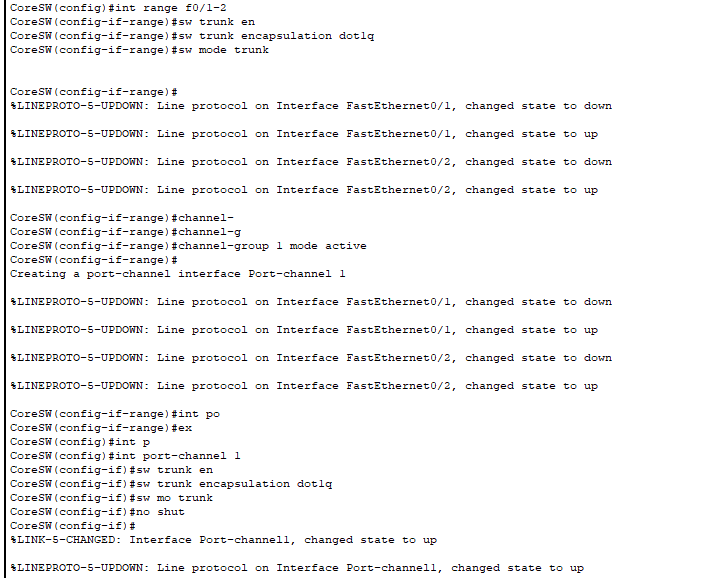 CoreSW(config)#int range f0/1-2
CoreSW(config-if-range)#sw trunk en
CoreSW(config-if-range)#sw trunk encapsulation dot1q
CoreSW(config-if-range)#sw mode trunk
CoreSW(config-if-range)#
%LINEPROTO-5-UPDOWN: Line protocol on Interface FastEthernet0/1, changed state to down
%LINEPROTO-5-UPDOWN: Line protocol on Interface FastEthernet0/1, changed state to up
%LINEPROTO-5-UPDOWN: Line protocol on Interface FastEthernet0/2, changed state to down
%LINEPROTO-5-UPDOWN: Line protocol on Interface FastEthernet0/2, changed state to up
CoreSW(config-if-range)#channel-
CoreSW(config-if-range)#channel-g
CoreSW(config-if-range)#channel-group 1 mode active
CoreSW(config-if-range)#
Creating a port-channel interface Port-channel 1
%LINEPROTO-5-UPDOWN: Line protocol on Interface FastEthernet0/1, changed state to down
%LINEPROTO-5-UPDOWN: Line protocol on Interface FastEthernet0/1, changed state to up
%LINEPROTO-5-UPDOWN: Line protocol on Interface FastEthernet0/2, changed state to down
%LINEPROTO-5-UPDOWN: Line protocol on Interface FastEthernet0/2, changed state to up
CoreSW(config-if-range)#int po
CoreSW(config-if-range)#ex
CoreSW(config)#int p
CoreSW(config)#int port-channel 1
CoreSW(config-if)#sw trunk en
CoreSW(config-if)#sw trunk encapsulation dot1q
CoreSW(config-if)#sw mo trunk
CoreSW(config-if)#no shut
CoreSW(config-if)#
%LINK-5-CHANGED: Interface Port-channel1, changed state to up
%LINEPROTO-5-UPDOWN: Line protocol on Interface Port-channel1, changed state to up